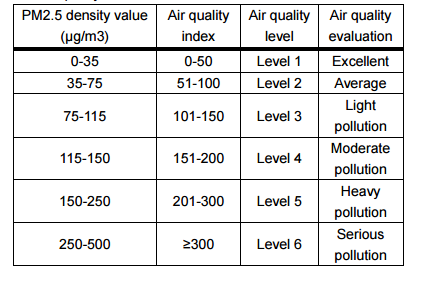 PM2.5 density value (μg/m3) Air quality index Air quality level Air quality evaluation
0-35 0-50 Level 1 Excellent
35-75 51-100 Level 2 Average
75-115 101-150 Level 3 Light pollution
115-150 151-200 Level 4 Moderate pollution
150-250 201-300 Level 5 Heavy pollution
250-500 ≥300 Level 6 Serious pollution